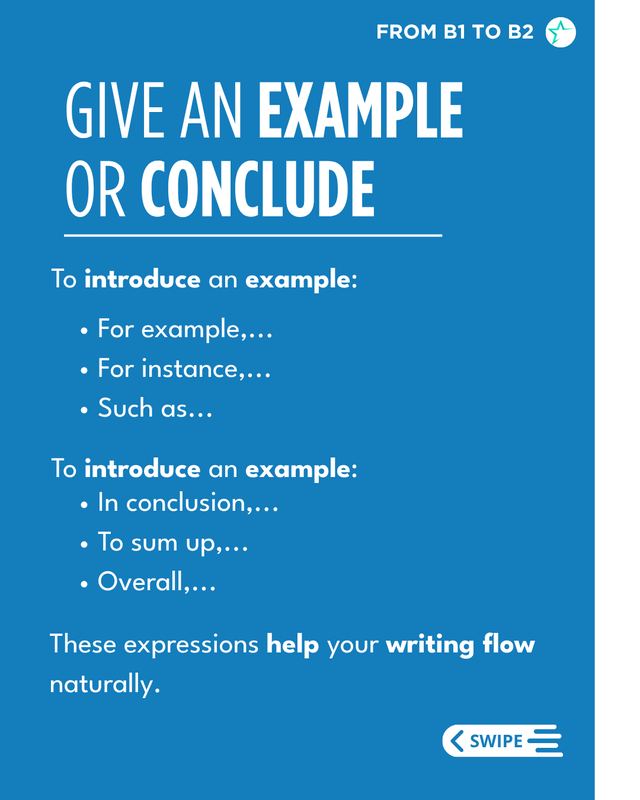 FROM B1 TO B2
GIVE AN EXAMPLE
OR CONCLUDE
To introduce an example:
• For example,...
• For instance,...
• Such as...
To introduce an example:
• In conclusion,...
• To sum up,...
• Overall,...
These expressions help your writing flow
naturally.
SWIPE